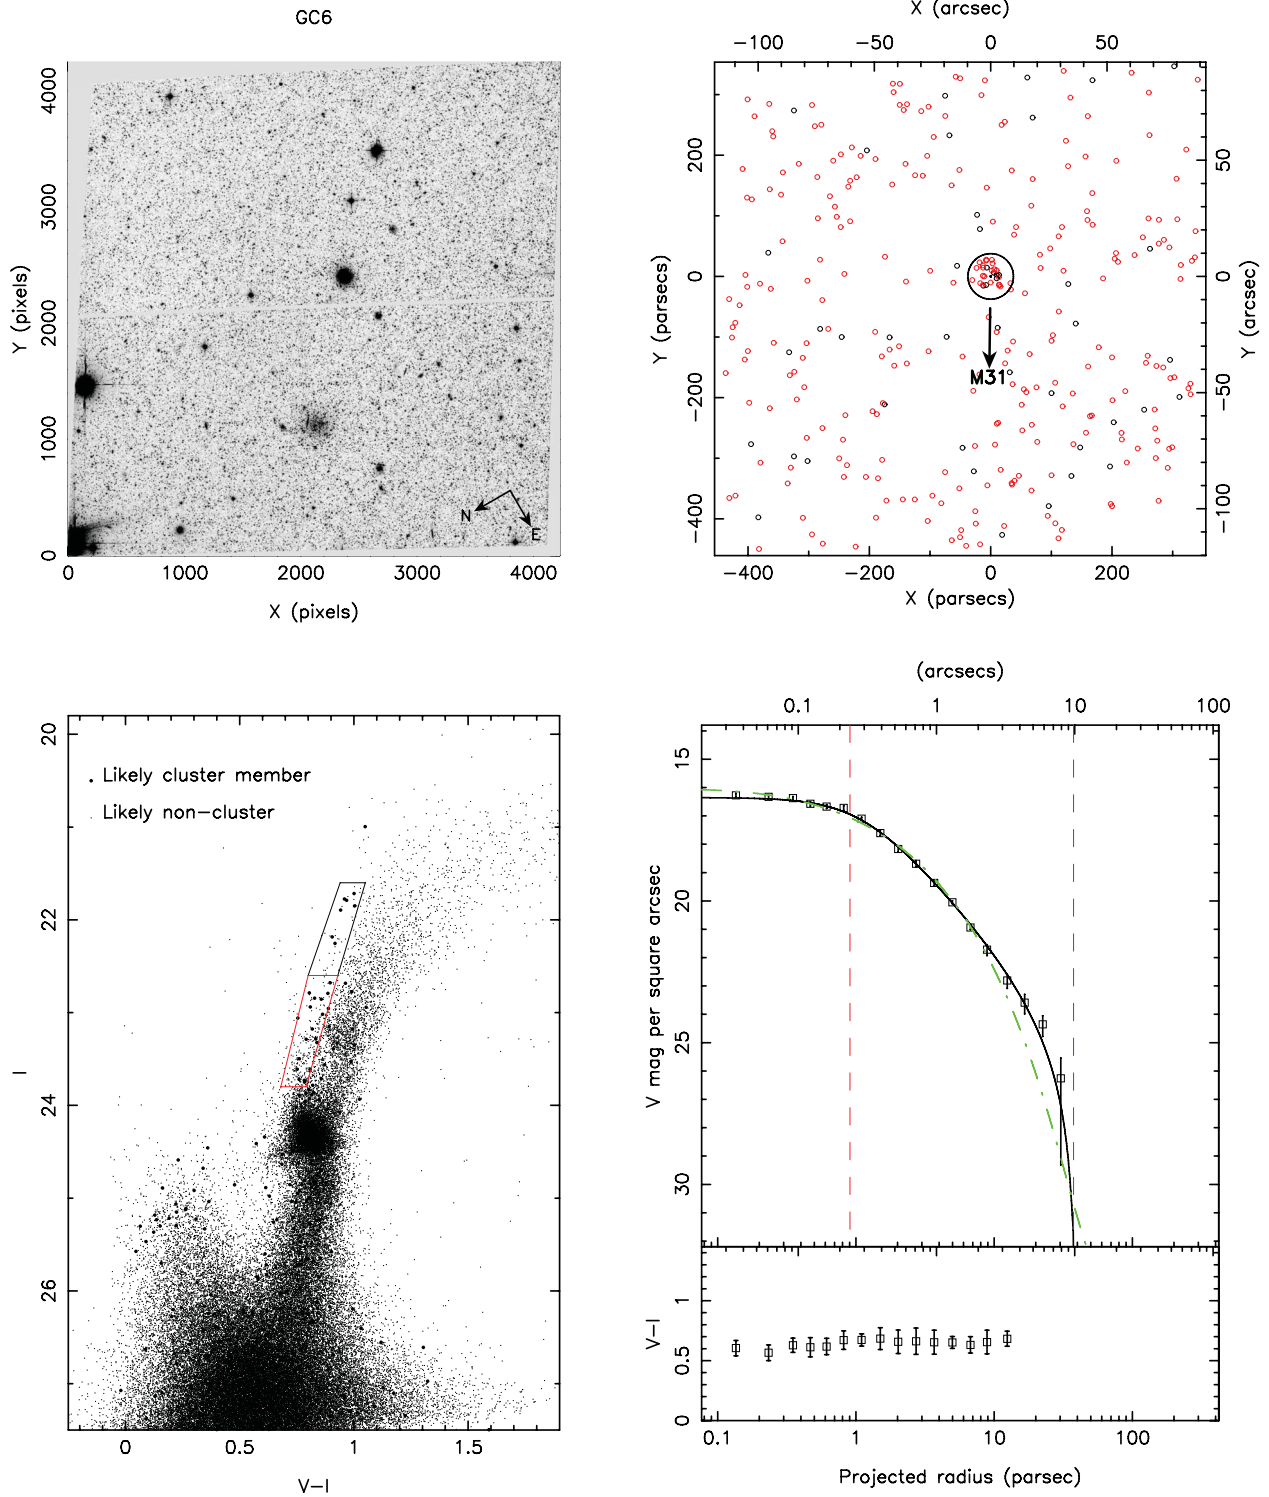 GC6
4000
3000
2000
1000
0
Y (pixels)
N
E
0 1000 2000 3000 4000
X (pixels)
X (arcsec)
−100 −50 0 50
200
0
−200
−400
Y (parsecs)
M31
50
0
−50
−100
Y (arcsec)
−400 −200 0 200
X (parsecs)
20
22
24
26
I
Likely cluster member
Likely non−cluster
0 0.5 1 1.5
V−I
(arcsecs)
0.1 1 10 100
15
20
25
30
V mag per square arcsec
1
0.5
0
V−I
0.1 1 10 100
Projected radius (parsec)